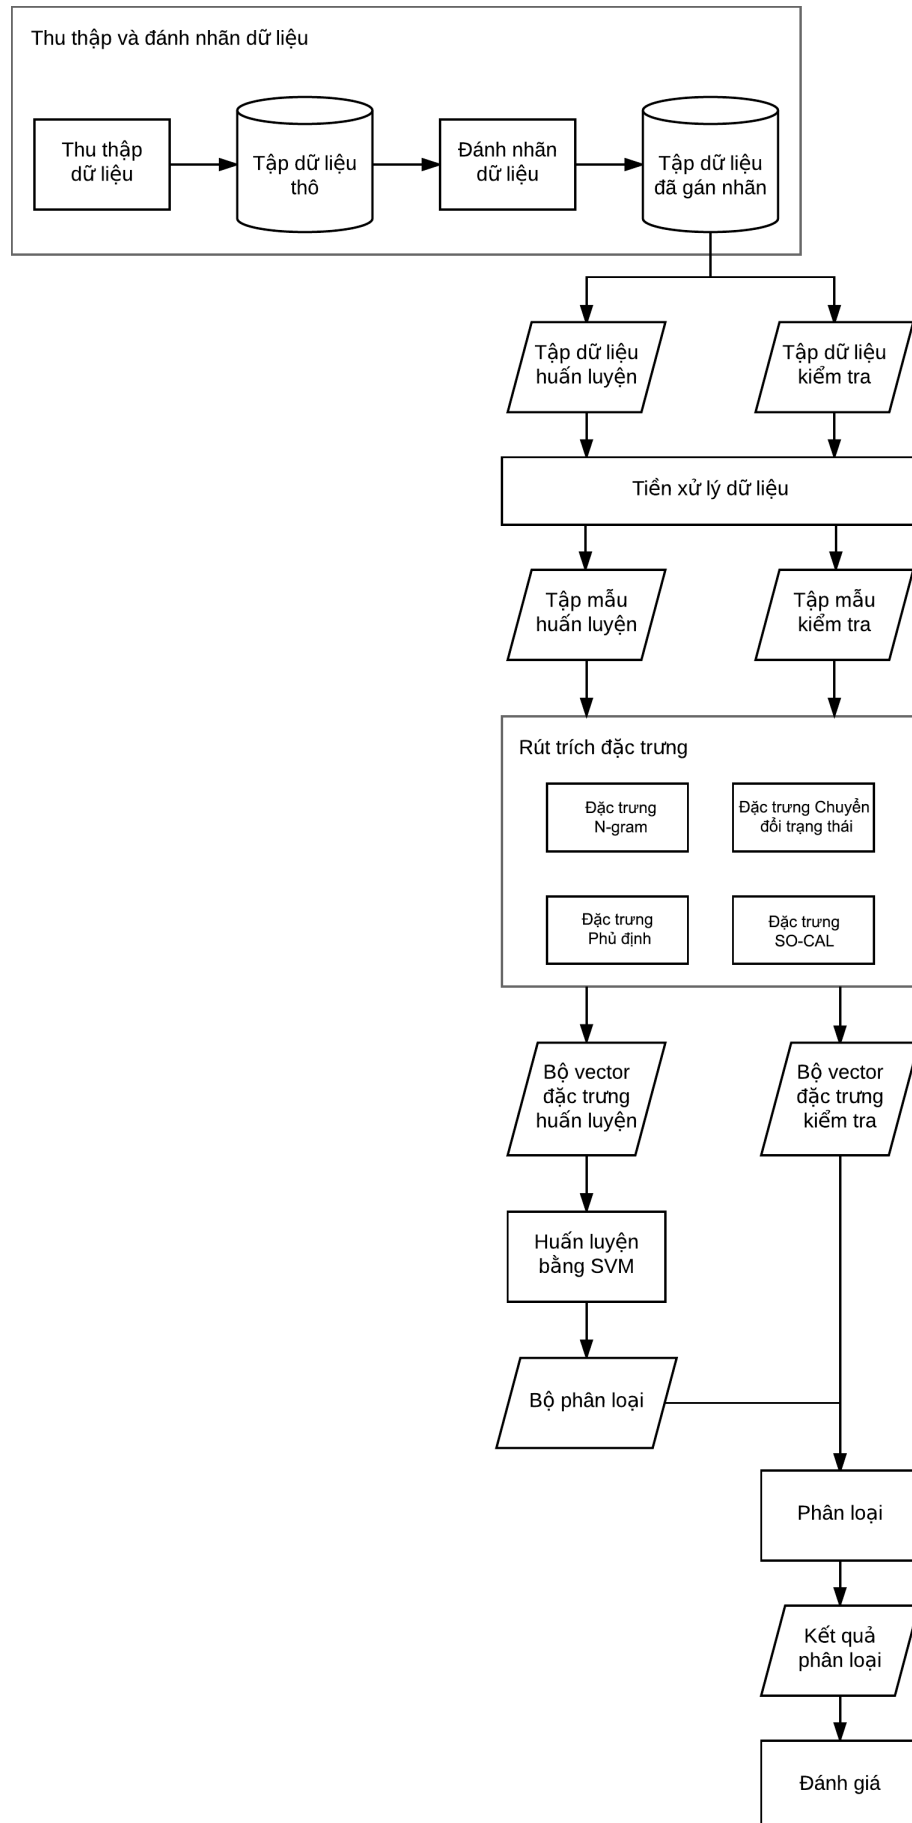 Thu thập và đánh nhãn dữ liệu
Thu thập
dữ liệu
Tập dữ liệu
thô
Đánh nhãn
dữ liệu
Tập dữ liệu
đã gán nhãn
Tập dữ liệu
huấn luyện
Tập dữ liệu
kiểm tra
Tiền xử lý dữ liệu
Tập mẫu
huấn luyện
Tập mẫu
kiểm tra
Rút trích đặc trưng
Đặc trưng
N-gram
Đặc trưng Chuyển
đổi trạng thái
Đặc trưng
Phủ định
Đặc trưng
SO-CAL
Bộ vector
đặc trưng
huấn luyện
Bộ vector
đặc trưng
kiểm tra
Huấn luyện
bằng SVM
Bộ phân loại
Phân loại
Kết quả
phân loại
Đánh giá